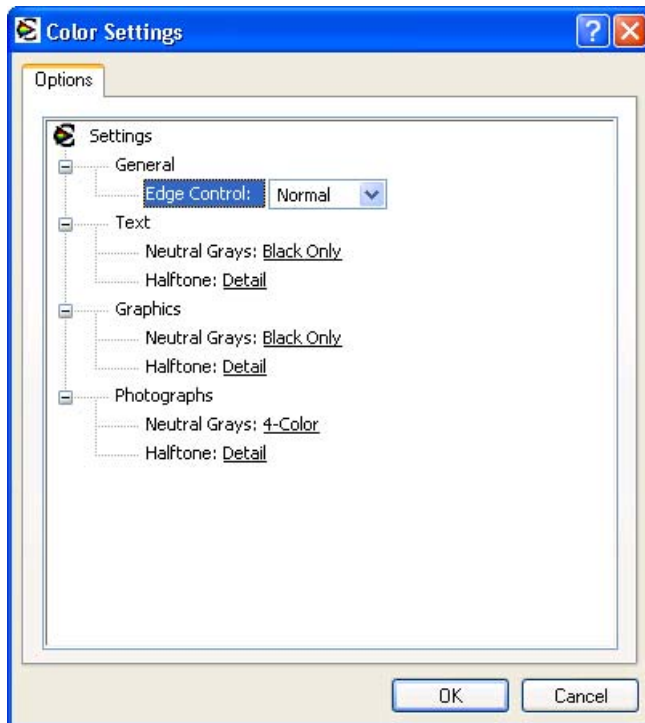 Color Settings
Options
Settings
General
Edge Control: Normal
Text
Neutral Grays: Black Only
Halftone: Detail
Graphics
Neutral Grays: Black Only
Halftone: Detail
Photographs
Neutral Grays: 4-Color
Halftone: Detail
OK Cancel